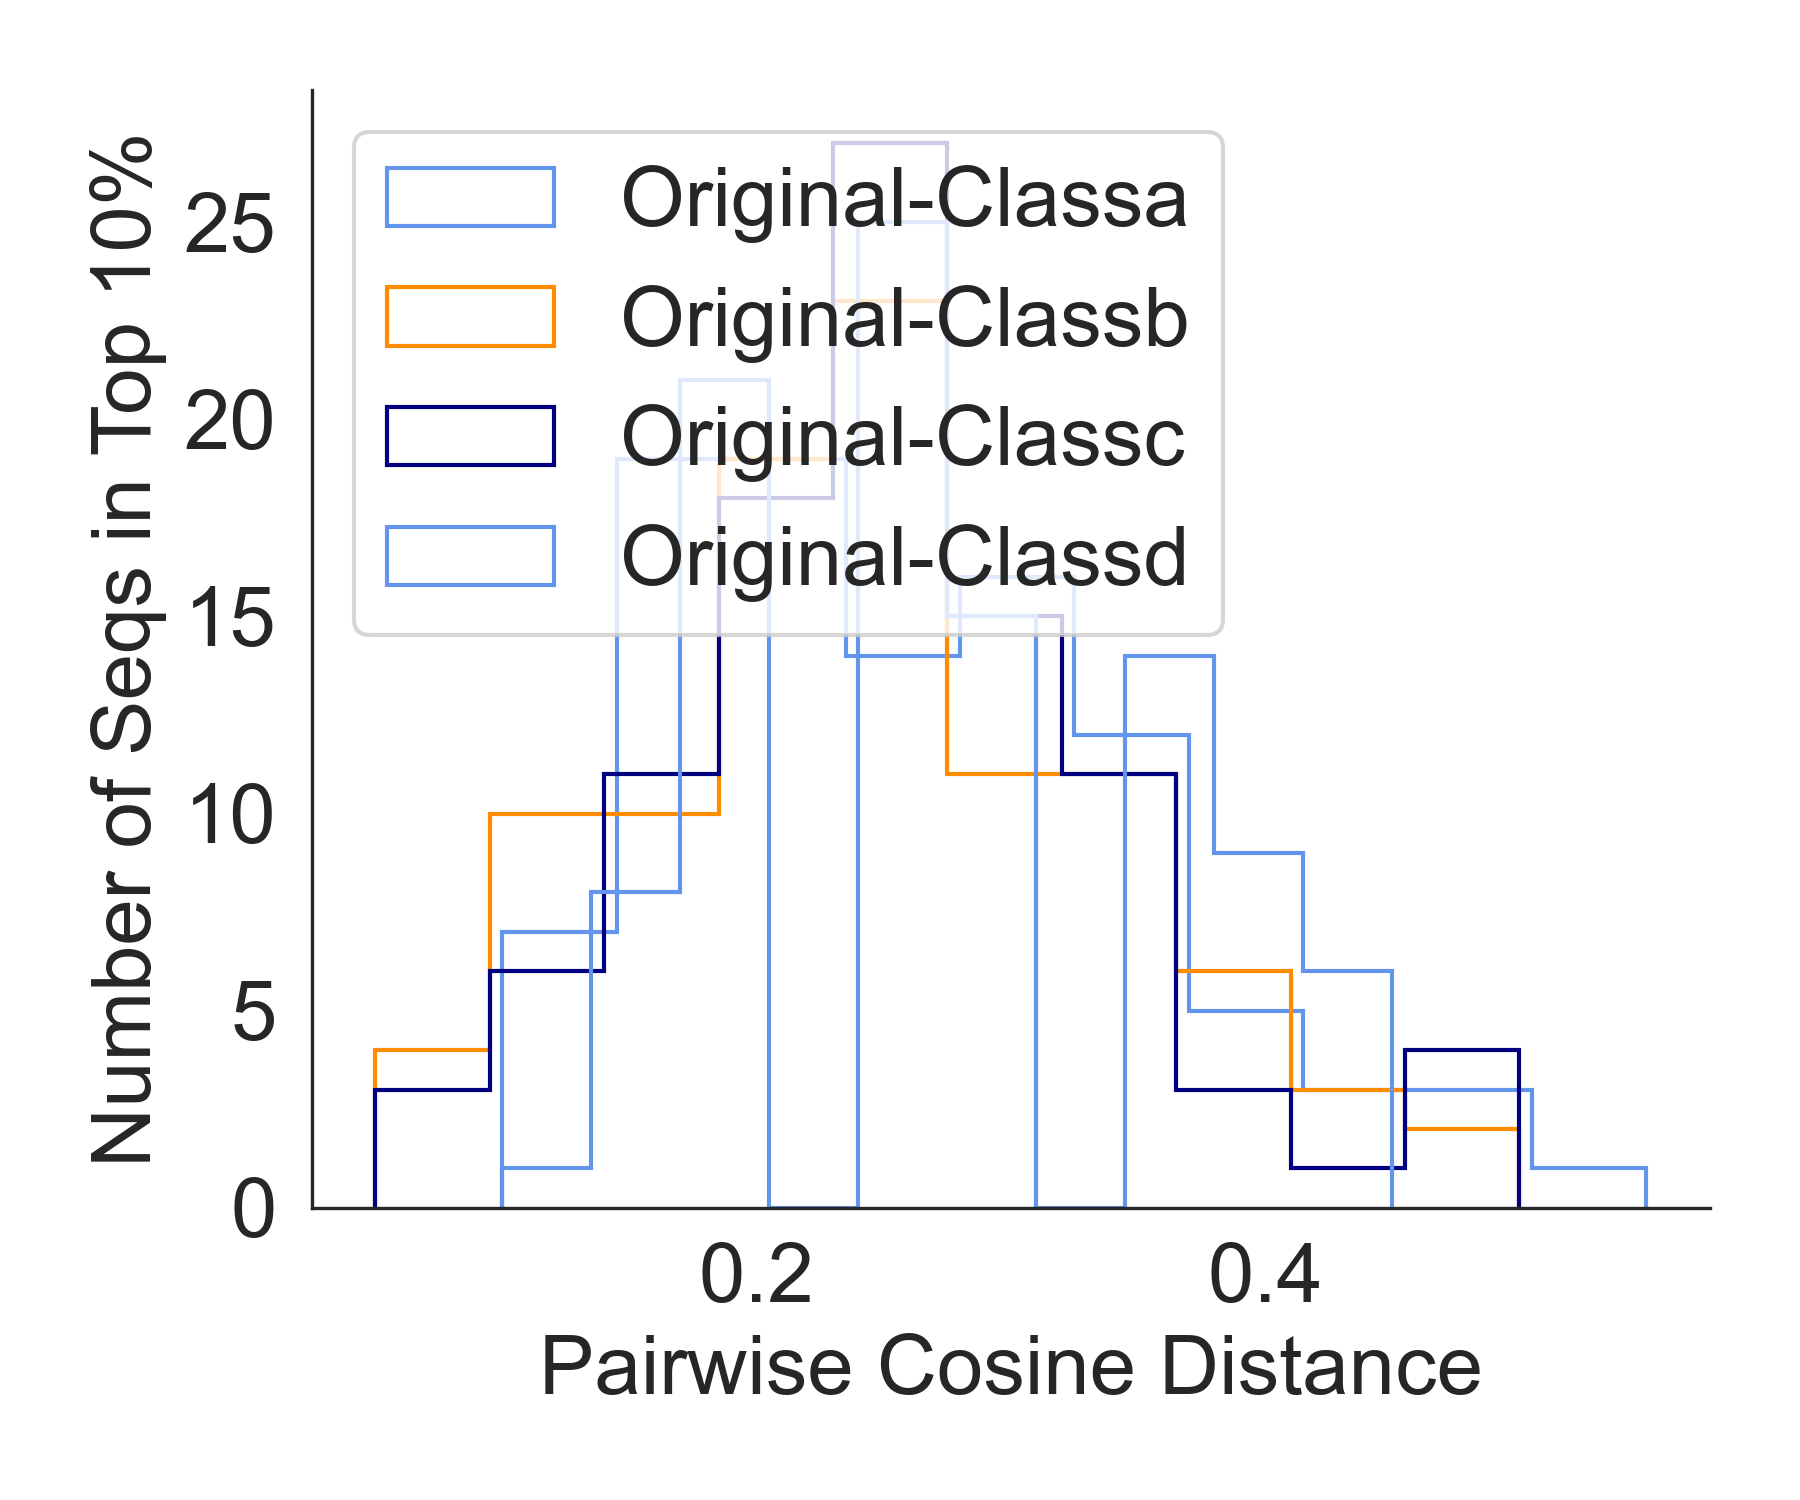 Number of Seqs in Top 10%
25
20
15
10
5
0
Original-Classa
Original-Classb
Original-Classc
Original-Classd
0.2 0.4
Pairwise Cosine Distance